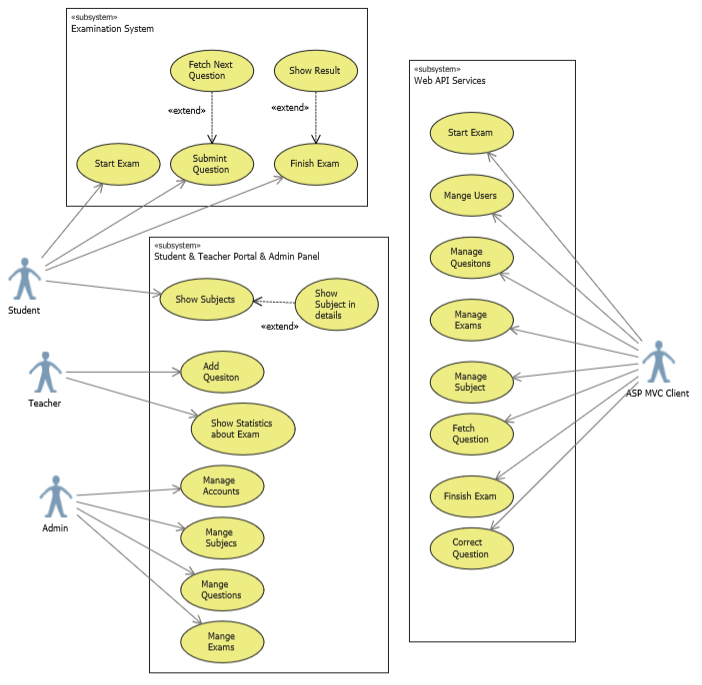 «subsystem»
Examination System
Fetch Next
Question
Show Result
«extend»
«extend»
Start Exam
Submint
Question
Finish Exam
«subsystem»
Web API Services
Start Exam
Mange Users
Manage
Quesitons
Manage
Exams
Manage
Subject
Fetch
Question
Finsish Exam
Correct
Question
ASP MVC Client
Student
Teacher
Admin
«subsystem»
Student & Teacher Portal & Admin Panel
Show Subjects
Show
Subject in
details
«extend»
Add
Quesiton
Show Statistics
about Exam
Manage
Accounts
Mange
Subjecs
Mange
Questions
Mange
Exams